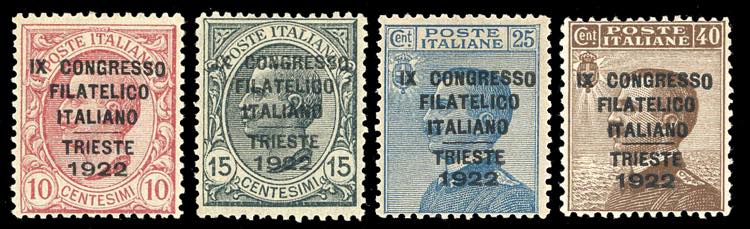 POSTE ITALIANE
IX CONGRESSO
FILATELICO
ITALIANO
TRIESTE
1922
10 CENTESIMI 10
POSTE ITALIANE
IX CONGRESSO
FILATELICO
ITALIANO
TRIESTE
1922
15 CENTESIMI 15
Cent POSTE 25
ITALIANE
IX CONGRESSO
FILATELICO
ITALIANO
TRIESTE
1922
Cent POSTE 40
ITALIANE
IX CONGRESSO
FILATELICO
ITALIANO
TRIESTE
1922